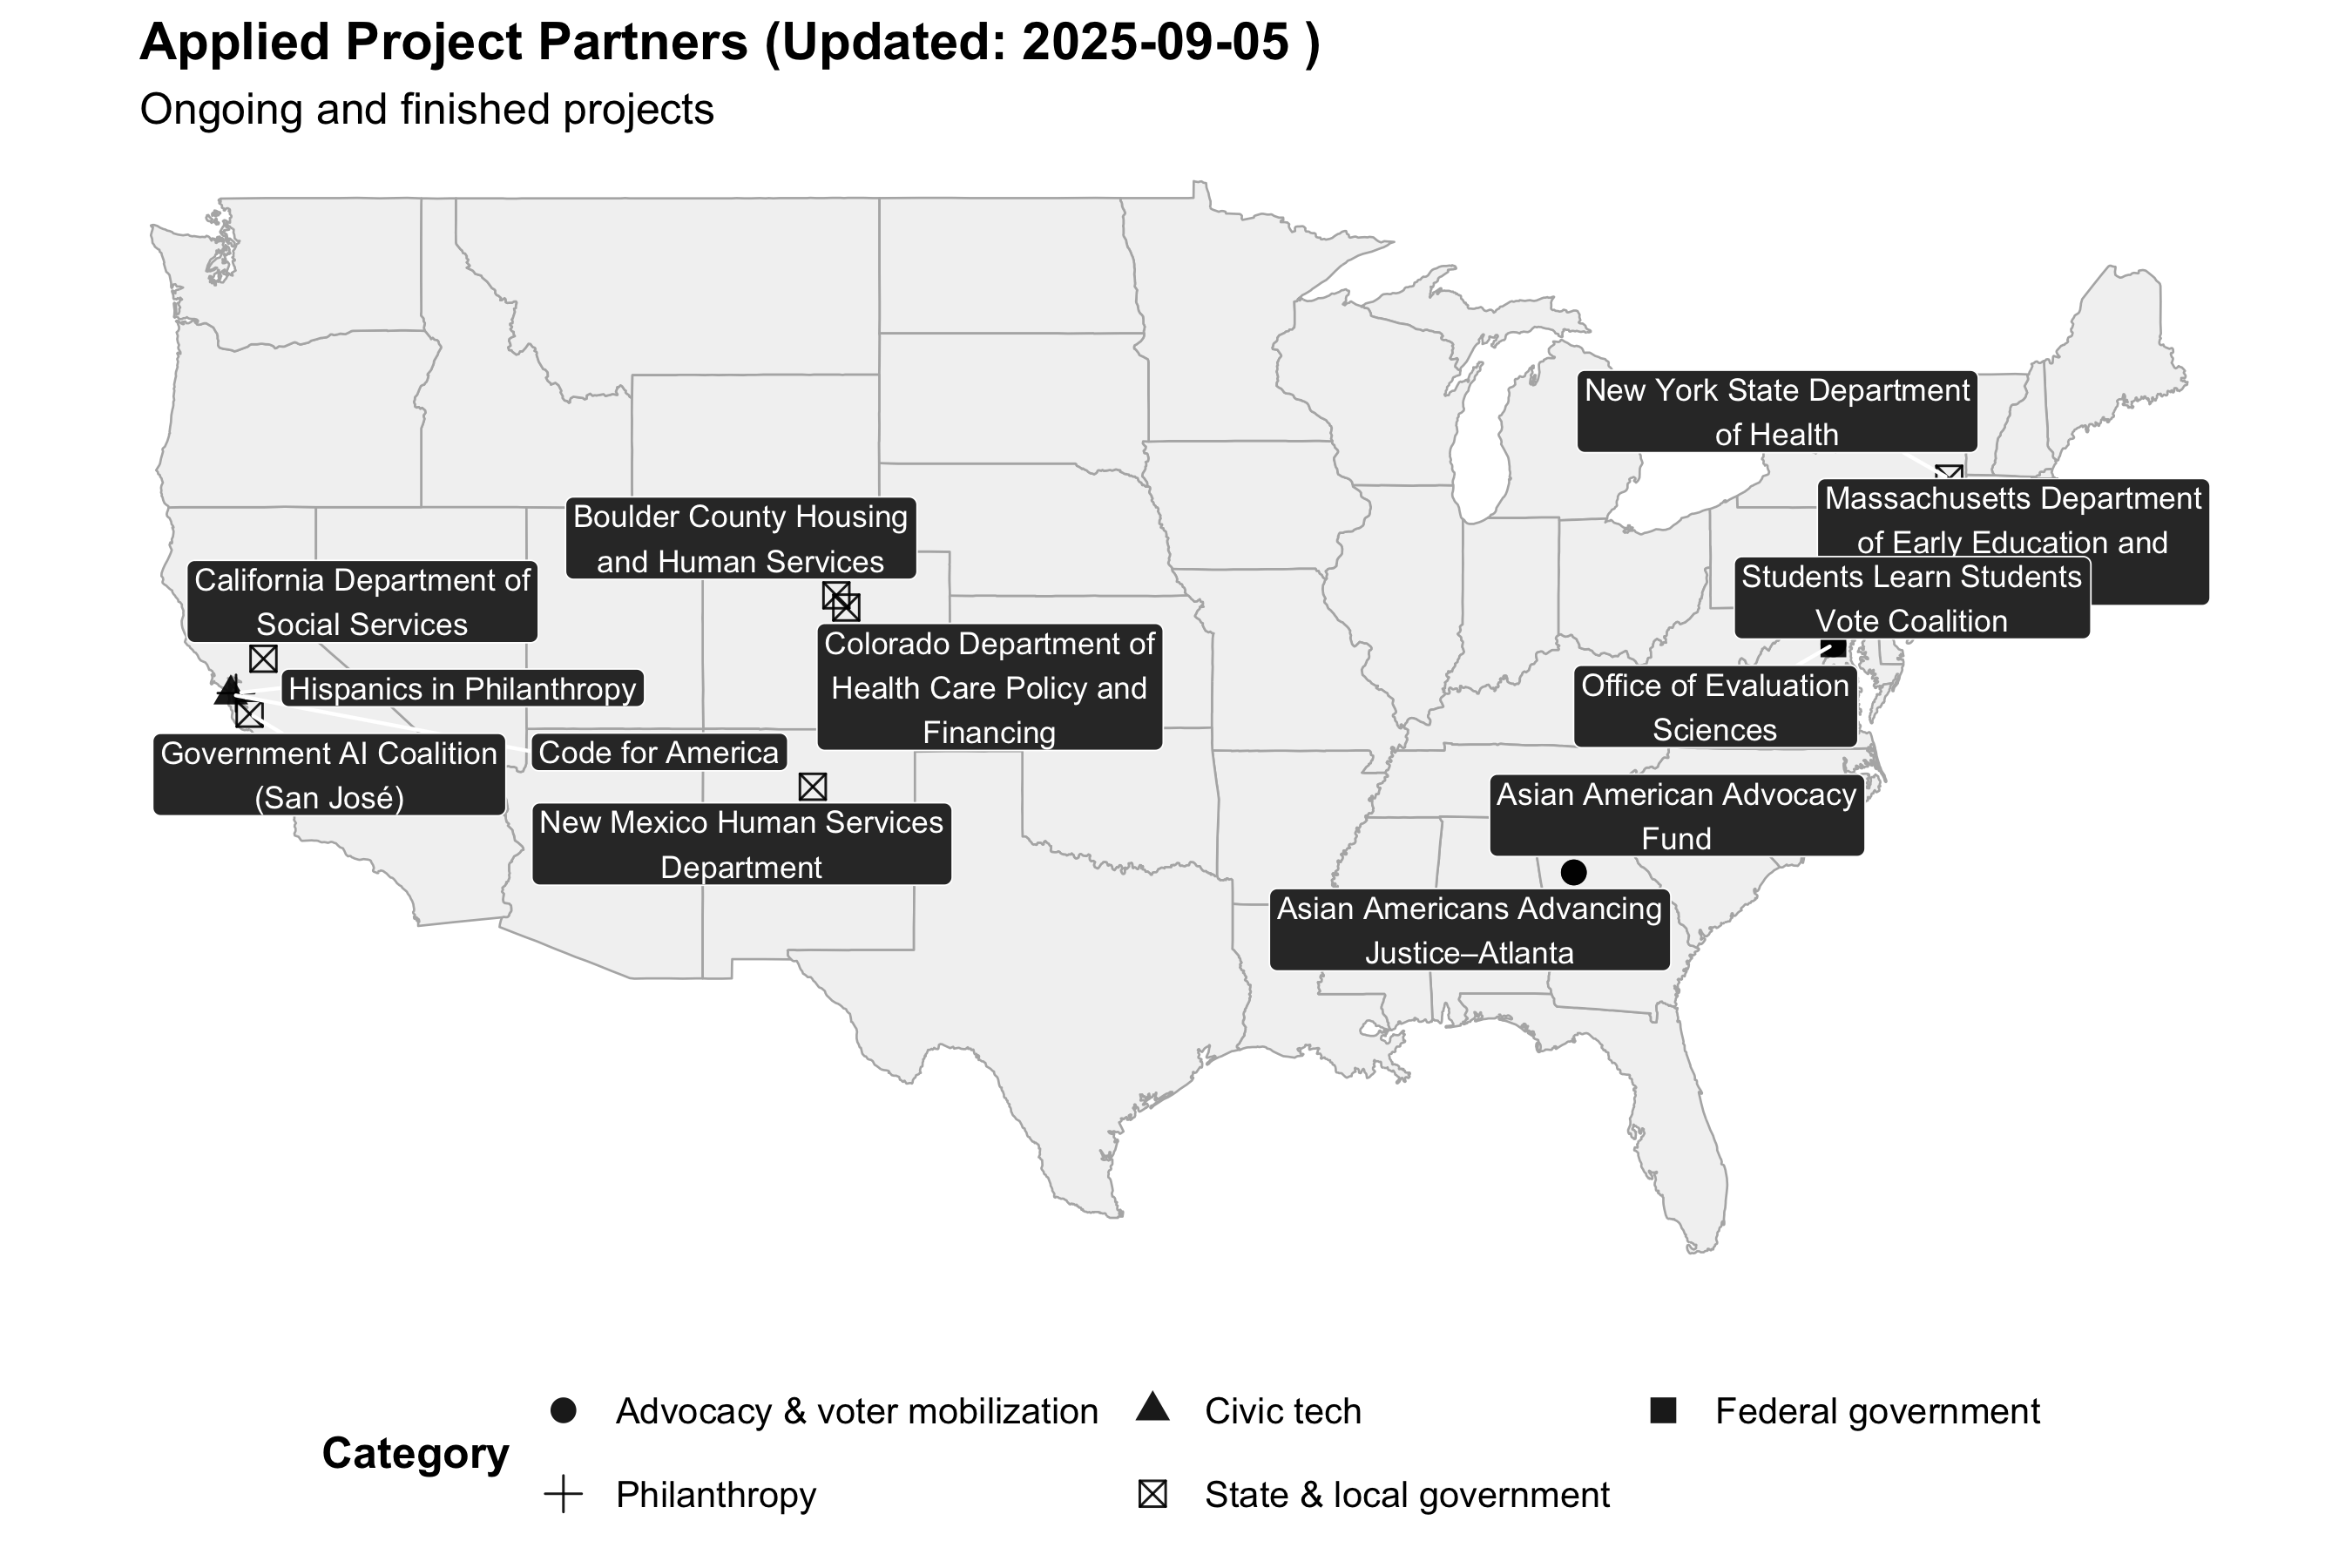 Applied Project Partners (Updated: 2025-09-05 )
Ongoing and finished projects
New York State Department
of Health
Massachusetts Department
of Early Education and
Boulder County Housing
and Human Services
Students Learn Students
Vote Coalition
California Department of
Social Services
Colorado Department of
Health Care Policy and
Financing
Hispanics in Philanthropy
Office of Evaluation
Sciences
Government AI Coalition
(San José)
Code for America
Asian American Advocacy
Fund
New Mexico Human Services
Department
Asian Americans Advancing
Justice–Atlanta
Category
Advocacy & voter mobilization
Civic tech
Federal government
Philanthropy
State & local government